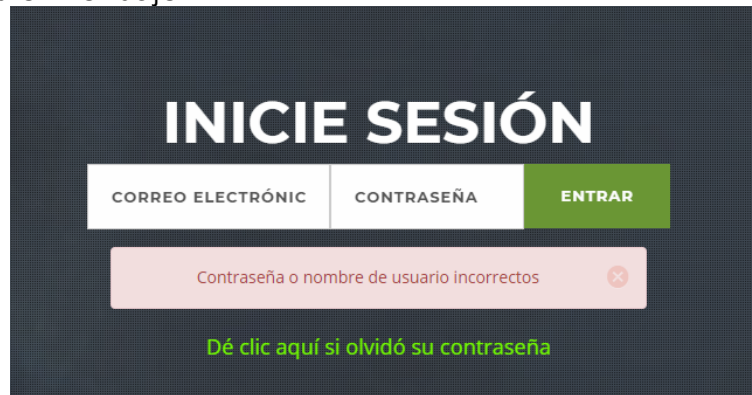 INICIE SESIÓN
CORREO ELECTRÓNIC CONTRASEÑA ENTRAR
Contraseña o nombre de usuario incorrectos
Dé clic aquí si olvidó su contraseña